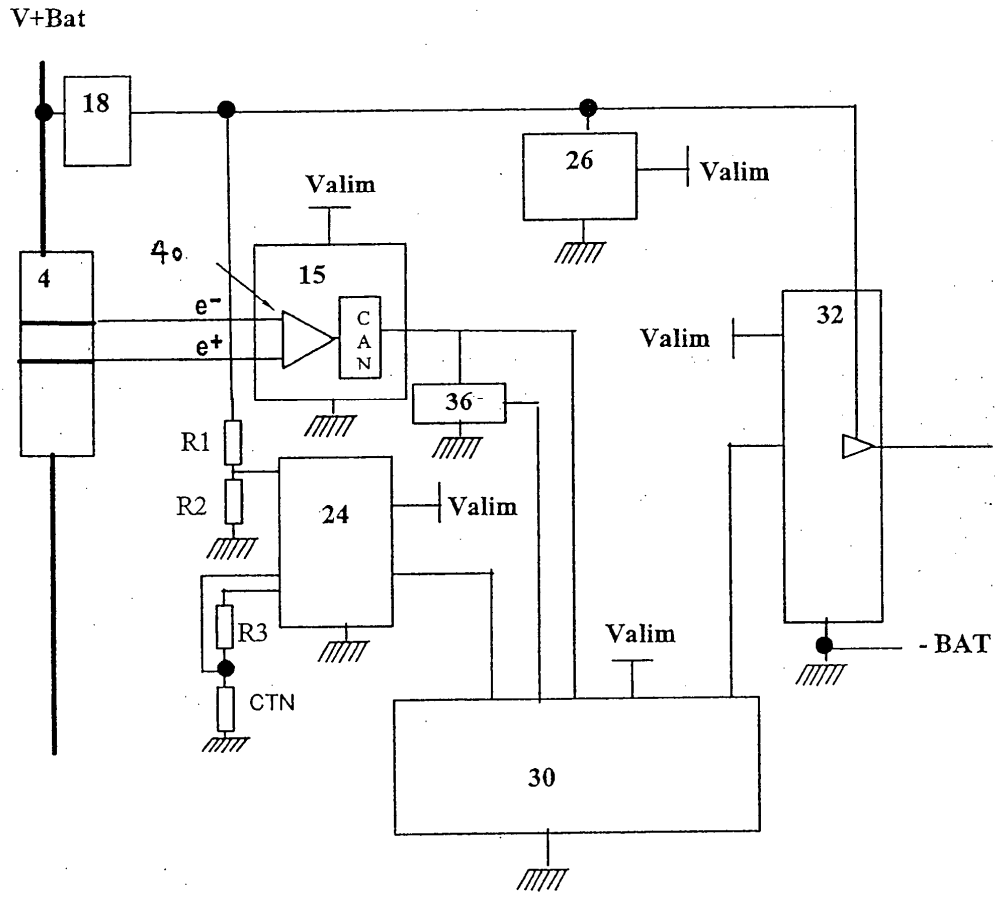 V+Bat
18
26
Valim
Valim
40
15
4
e-
e+
C
A
N
32
Valim
36
R1
R2
24
Valim
R3
Valim
- BAT
CTN
30